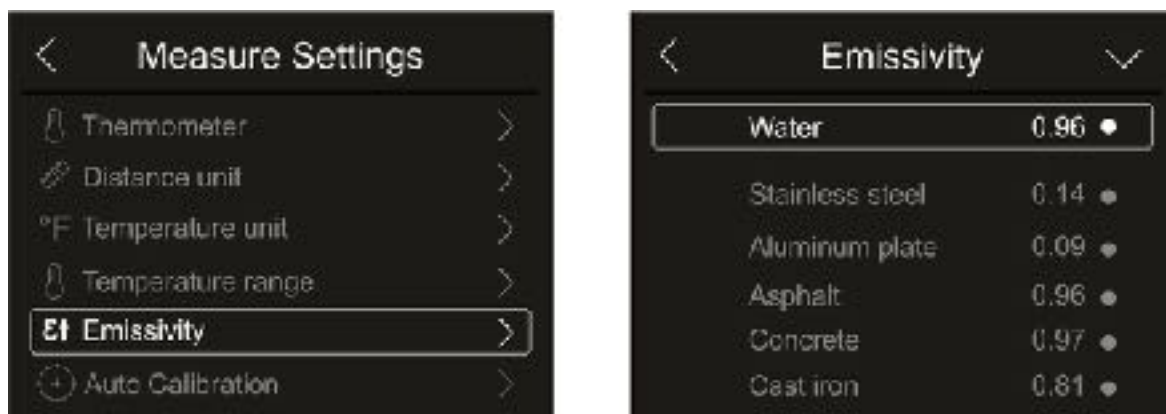 Measure Settings
Thermometer
Distance unit
°F Temperature unit
Temperature range
Ɛt Emissivity
Auto Calibration
Emissivity
Water 0.96
Stainless steel 0.14
Aluminum plate 0.09
Asphalt 0.96
Concrete 0.97
Cast iron 0.81